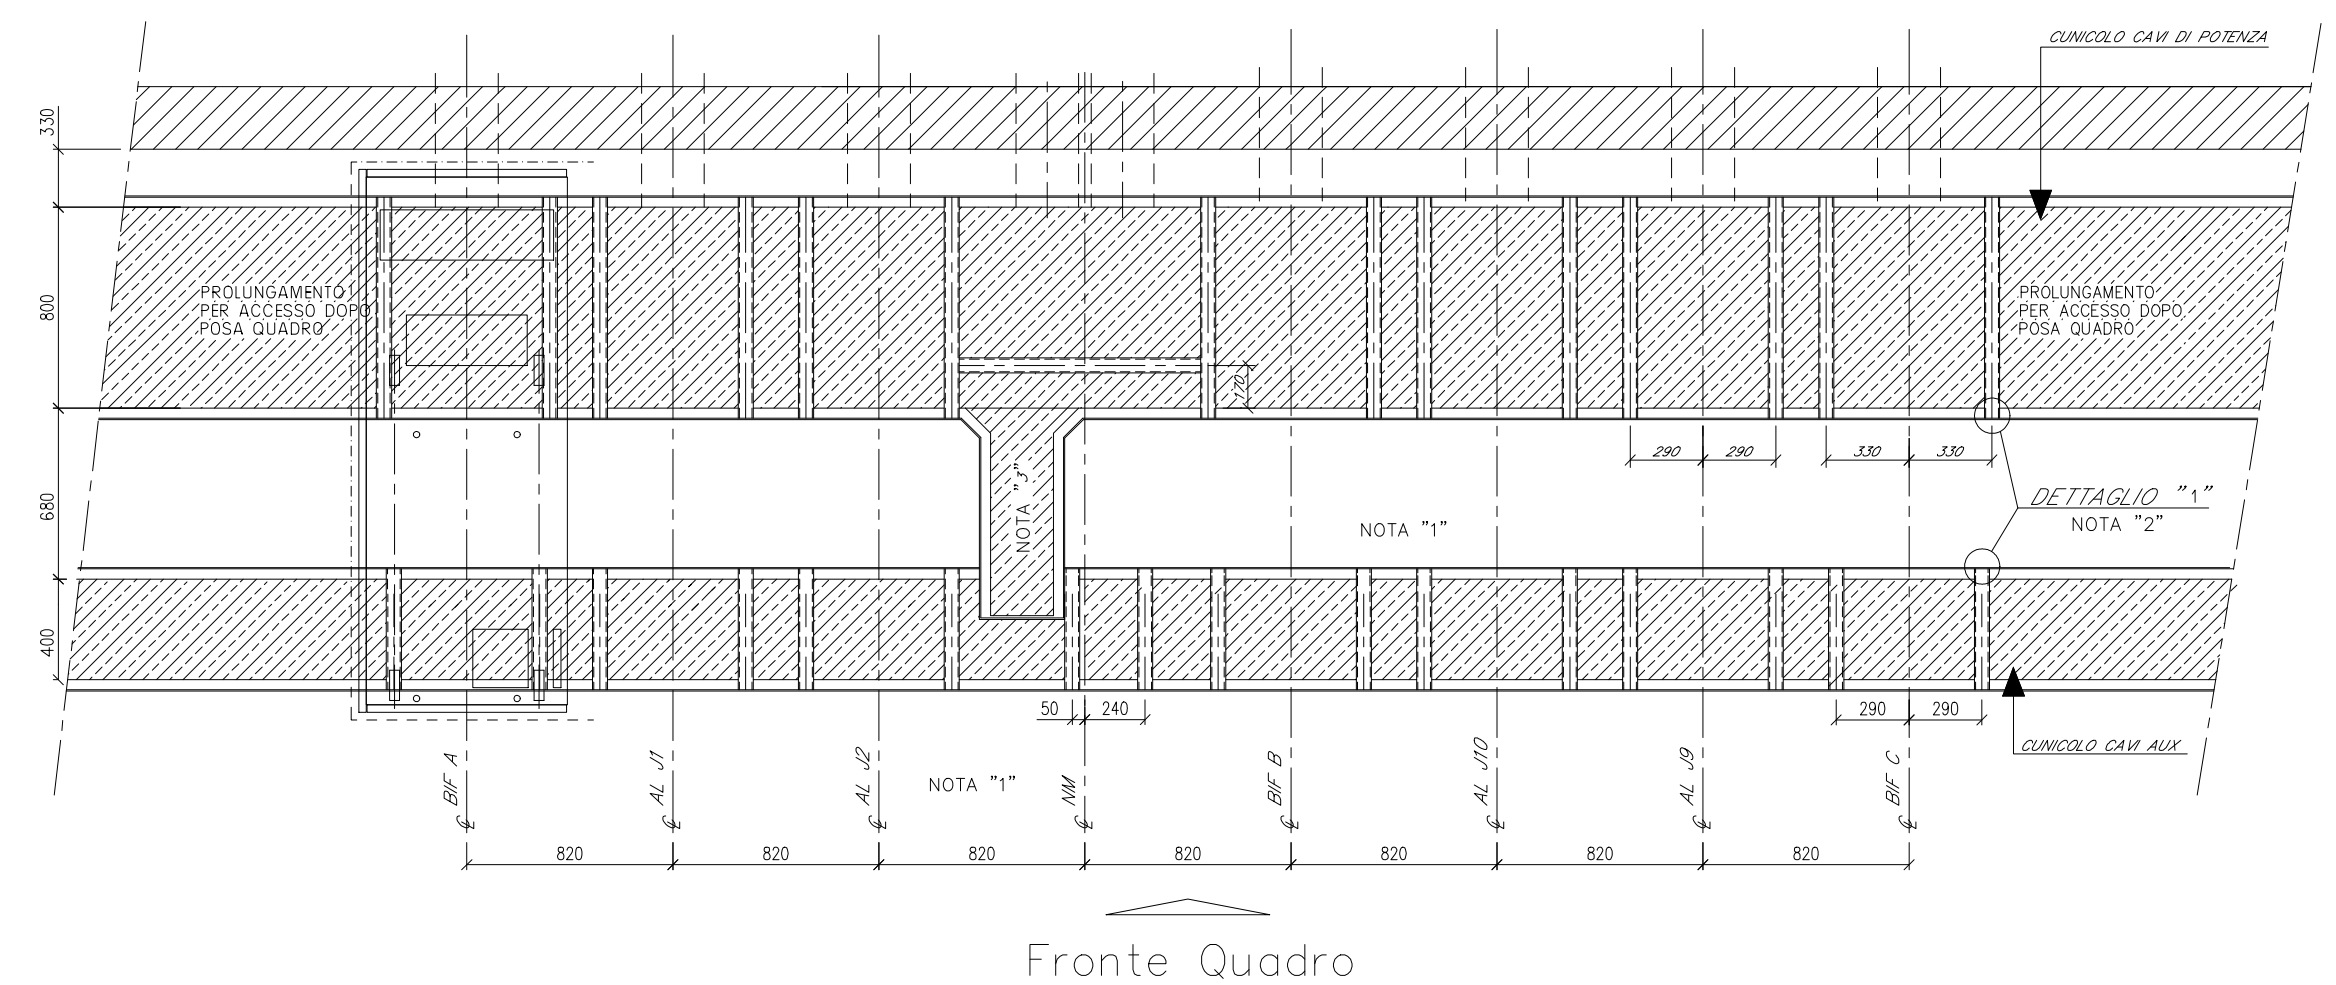 CUNICOLO CAVI DI POTENZA
330
800
680
400
PROLUNGAMENTO
PER ACCESSO DOPO
POSA QUADRO
PROLUNGAMENTO
PER ACCESSO DOPO
POSA QUADRO
170
290
290
330
330
NOTA "3"
NOTA "1"
DETTAGLIO "1"
NOTA "2"
50
240
290
290
CUNICOLO CAVI AUX
BIF A
AL J1
AL J2
NOTA "1"
NM
BIF B
AL J10
AL J9
BIF C
℄
℄
℄
℄
℄
℄
℄
℄
820
820
820
820
820
820
820
Fronte Quadro